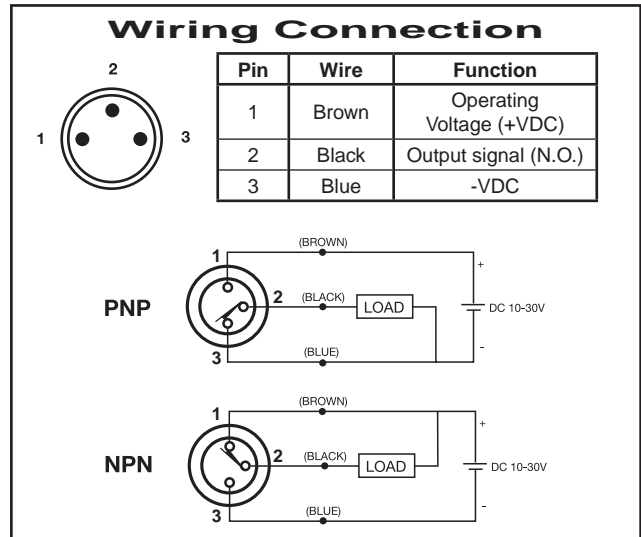 Wiring Connection
2
1
3
Pin Wire Function
1 Brown Operating
Voltage (+VDC)
2 Black Output signal (N.O.)
3 Blue -VDC
PNP
1
(BROWN)
+
2
(BLACK)
LOAD
DC 10-30V
3
(BLUE)
-
NPN
1
(BROWN)
+
2
(BLACK)
LOAD
DC 10-30V
3
(BLUE)
-